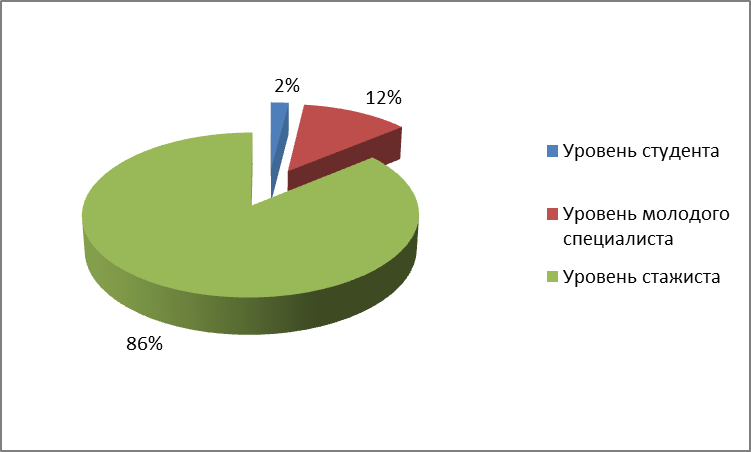 2%
12%
86%
Уровень студента
Уровень молодого
специалиста
Уровень стажиста